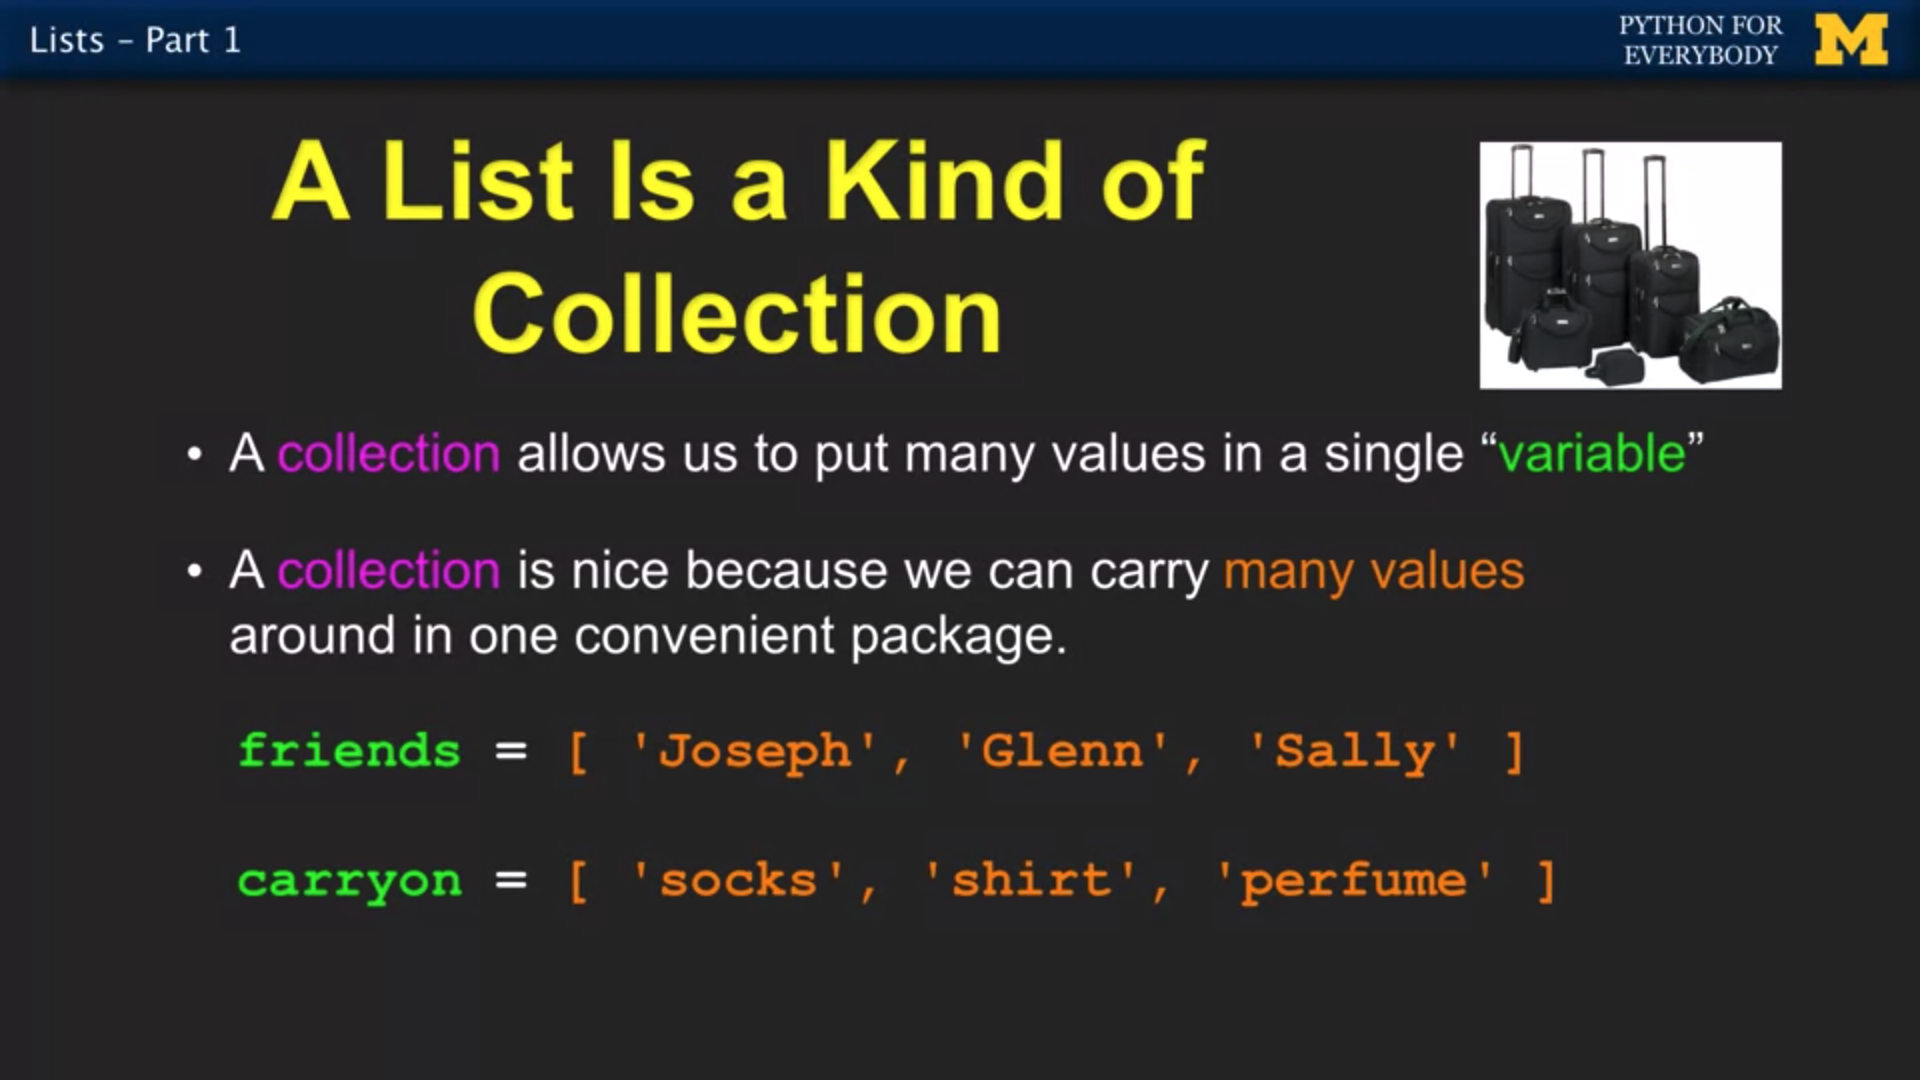 Lists – Part 1
PYTHON FOR
EVERYBODY
M
A List Is a Kind of
Collection
• A collection allows us to put many values in a single “variable”
• A collection is nice because we can carry many values
around in one convenient package.
friends = [ 'Joseph', 'Glenn', 'Sally' ]
carryon = [ 'socks', 'shirt', 'perfume' ]